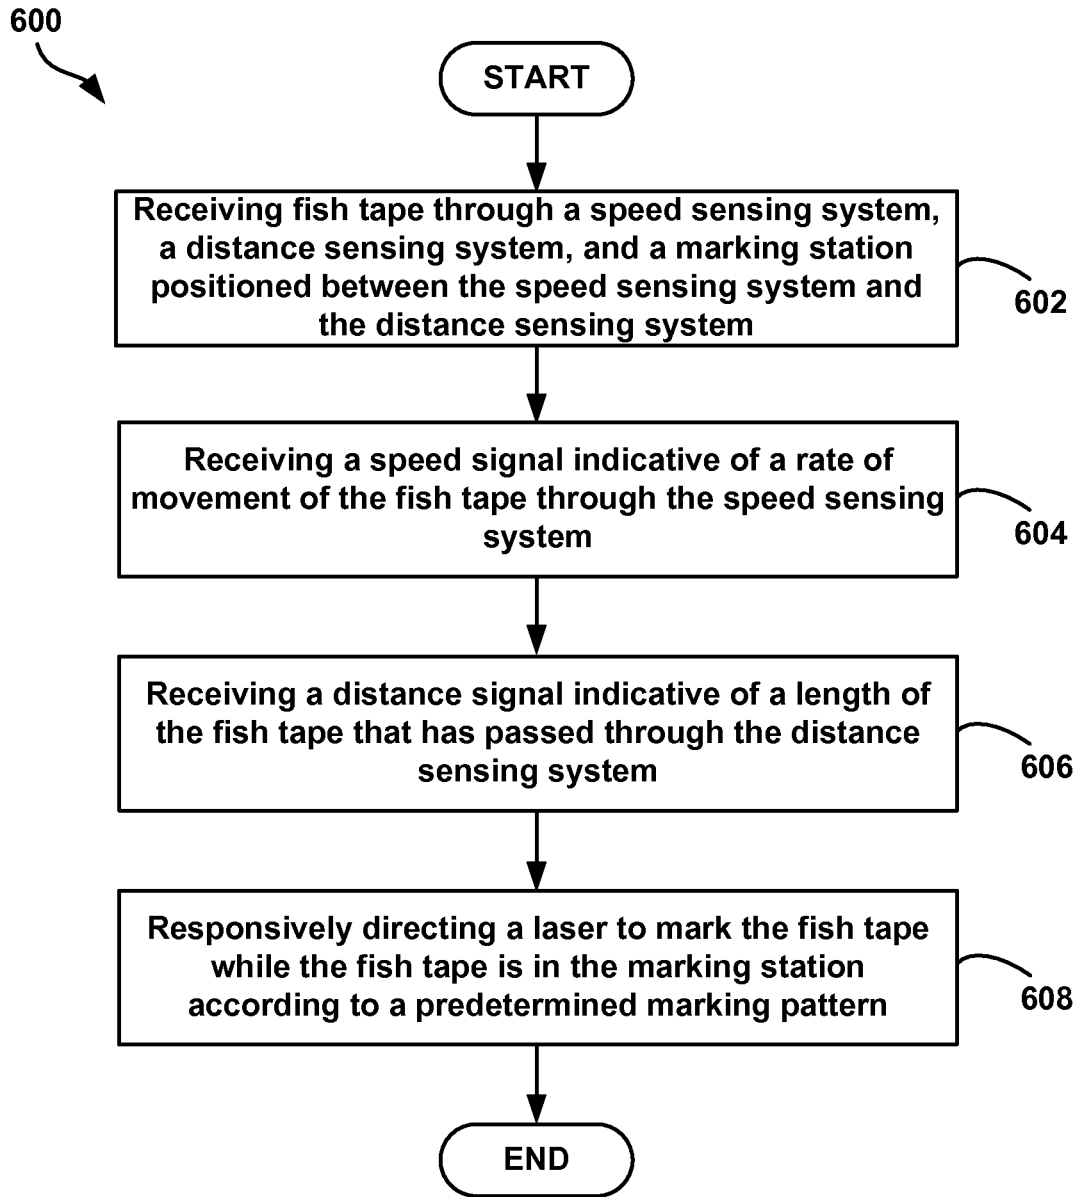 600
START
Receiving fish tape through a speed sensing system,
a distance sensing system, and a marking station
positioned between the speed sensing system and
the distance sensing system
602
Receiving a speed signal indicative of a rate of
movement of the fish tape through the speed sensing
system
604
Receiving a distance signal indicative of a length of
the fish tape that has passed through the distance
sensing system
606
Responsively directing a laser to mark the fish tape
while the fish tape is in the marking station
according to a predetermined marking pattern
608
END